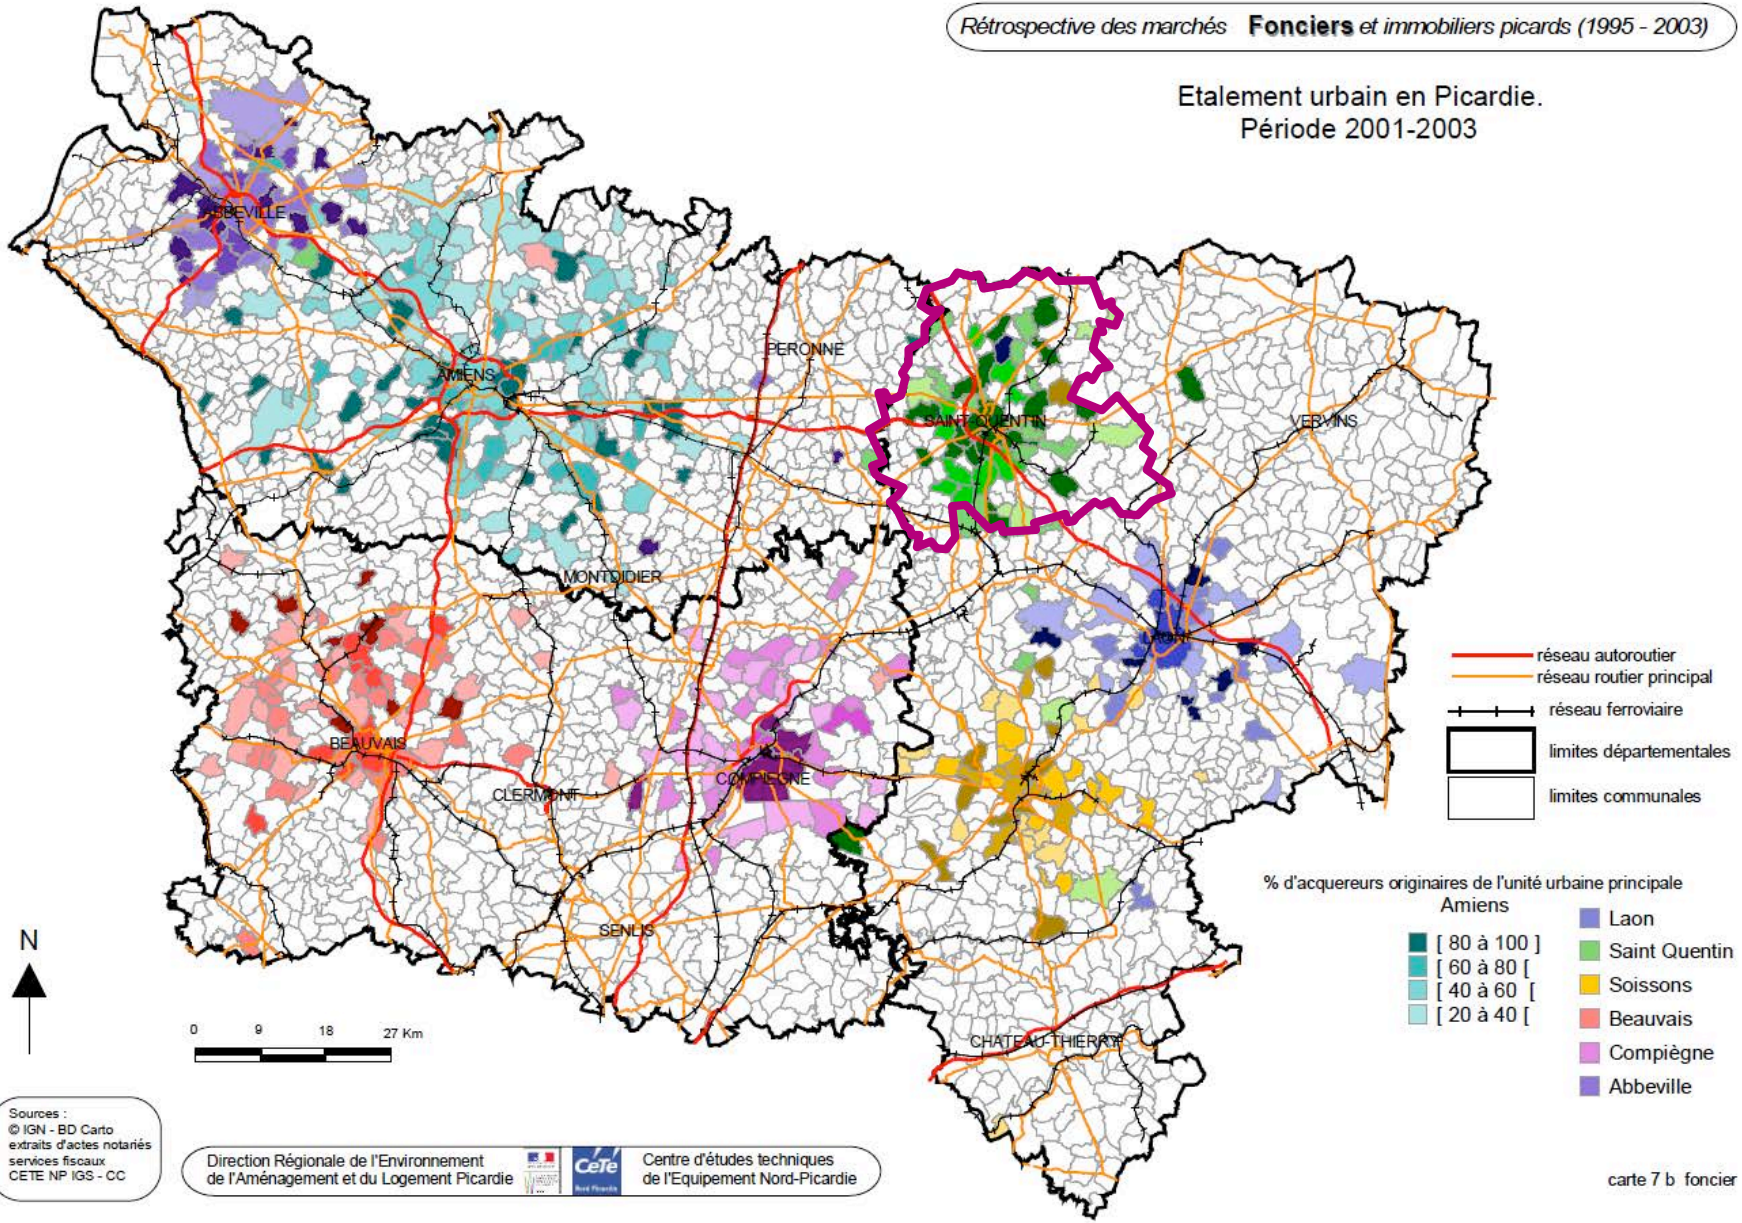 Rétrospective des marchés Fonciers et immobiliers picards (1995 - 2003)
Etalement urbain en Picardie.
Période 2001-2003
ABBEVILLE
AMIENS
PERONNE
SAINT-QUENTIN
VERVINS
MONTDIDIER
LAON
BEAUVAIS
CLERMONT
COMPIEGNE
SENLIS
CHATEAU-THIERRY
réseau autoroutier
réseau routier principal
réseau ferroviaire
limites départementales
limites communales
% d'acquereurs originaires de l'unité urbaine principale
Amiens
[ 80 à 100 ]
[ 60 à 80 [
[ 40 à 60 [
[ 20 à 40 [
Laon
Saint Quentin
Soissons
Beauvais
Compiègne
Abbeville
N
0 9 18 27 Km
Sources :
© IGN - BD Carto
extraits d'actes notariés
services fiscaux
CETE NP IGS - CC
Direction Régionale de l'Environnement
de l'Aménagement et du Logement Picardie
CeTe
Nord Picardie
Centre d'études techniques
de l'Equipement Nord-Picardie
carte 7 b foncier